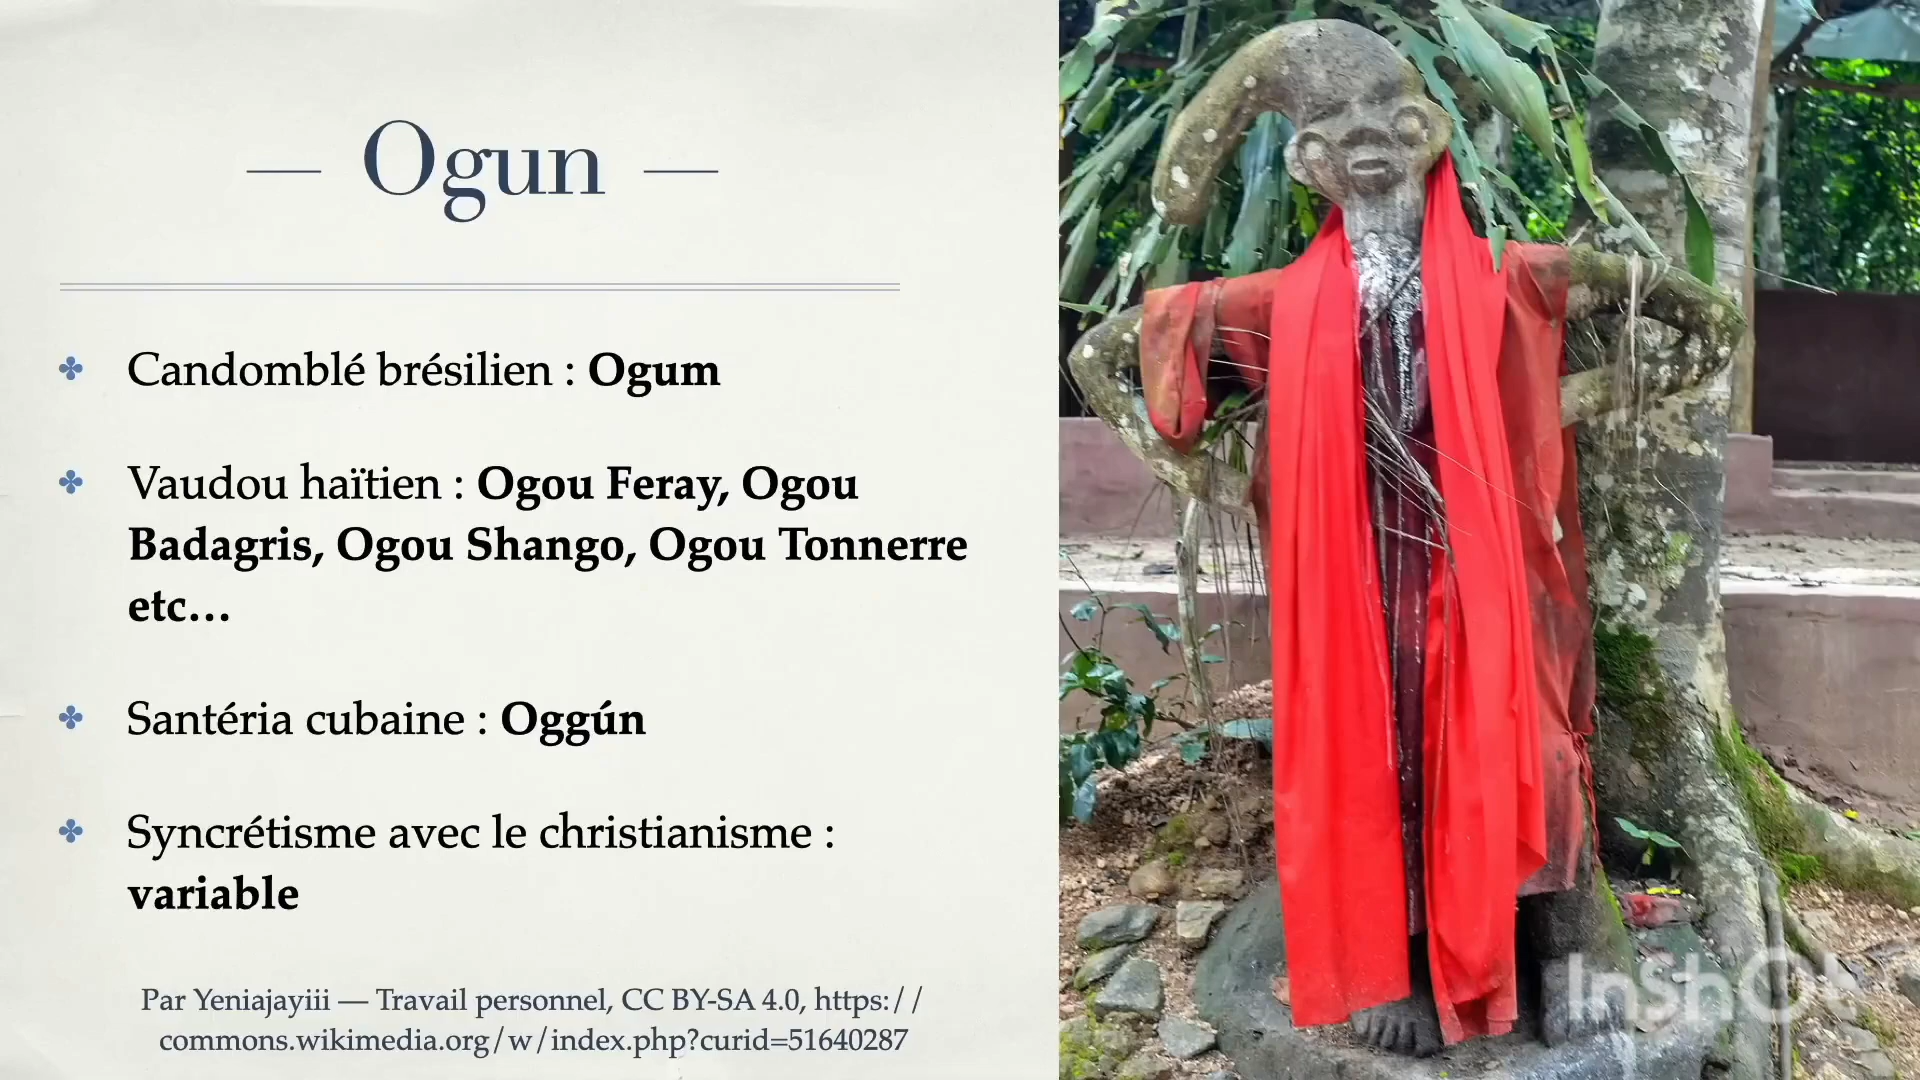 — Ogun —
Candomblé brésilien : Ogum
Vaudou haïtien : Ogou Feray, Ogou
Badagris, Ogou Shango, Ogou Tonnerre
etc…
Santéria cubaine : Oggún
Syncrétisme avec le christianisme :
variable
Par Yeniajayiii — Travail personnel, CC BY-SA 4.0, https://
commons.wikimedia.org/w/index.php?curid=51640287
InShOt